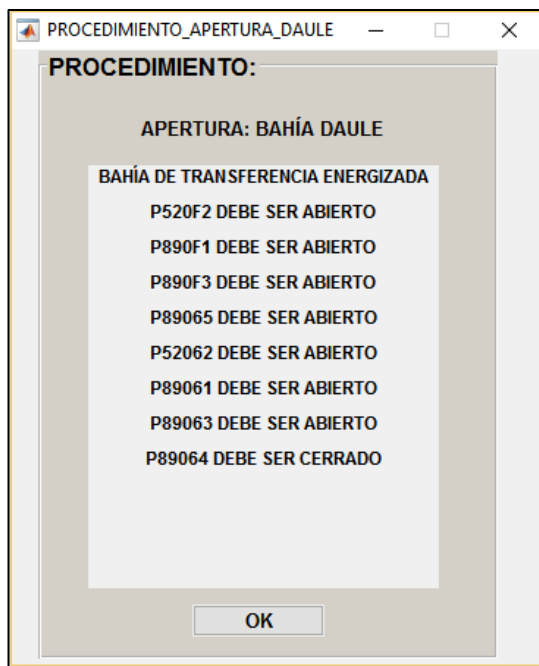 PROCEDIMIENTO_APERTURA_DAULE
PROCEDIMIENTO:
APERTURA: BAHÍA DAULE
BAHÍA DE TRANSFERENCIA ENERGIZADA
P520F2 DEBE SER ABIERTO
P890F1 DEBE SER ABIERTO
P890F3 DEBE SER ABIERTO
P89065 DEBE SER ABIERTO
P52062 DEBE SER ABIERTO
P89061 DEBE SER ABIERTO
P89063 DEBE SER ABIERTO
P89064 DEBE SER CERRADO
OK